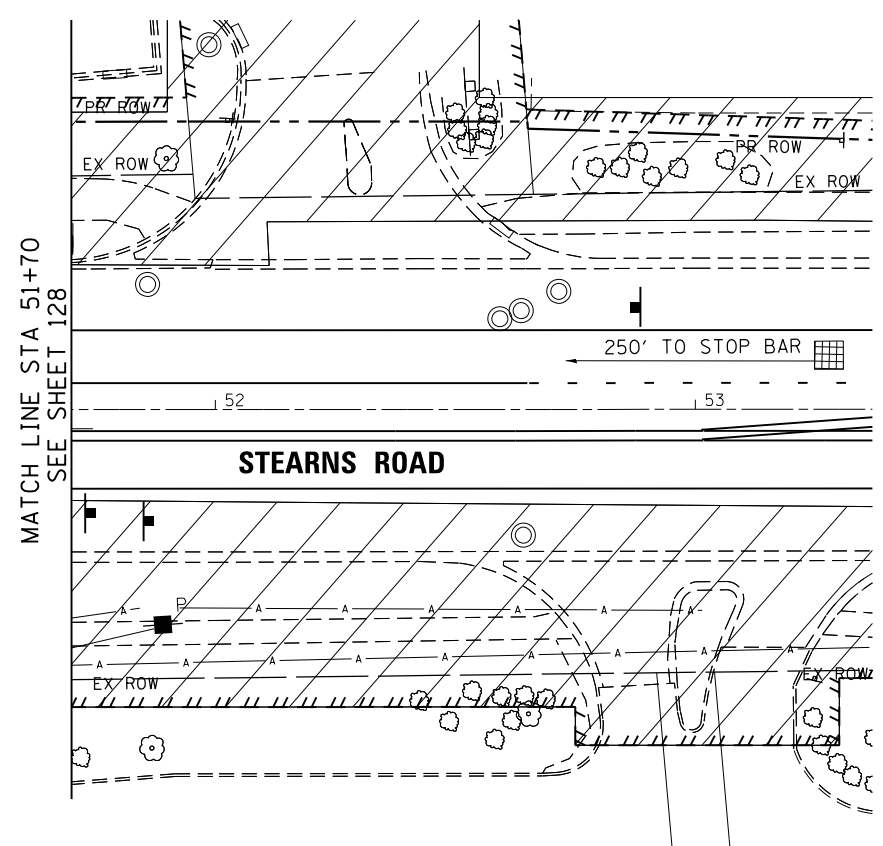 PR ROW
EX ROW
PR ROW
EX ROW
MATCH LINE STA 51+70
SEE SHEET 128
250' TO STOP BAR
52
53
STEARNS ROAD
P
A A A A A A A A
A A A A A A A A A
EX ROW
EX ROW